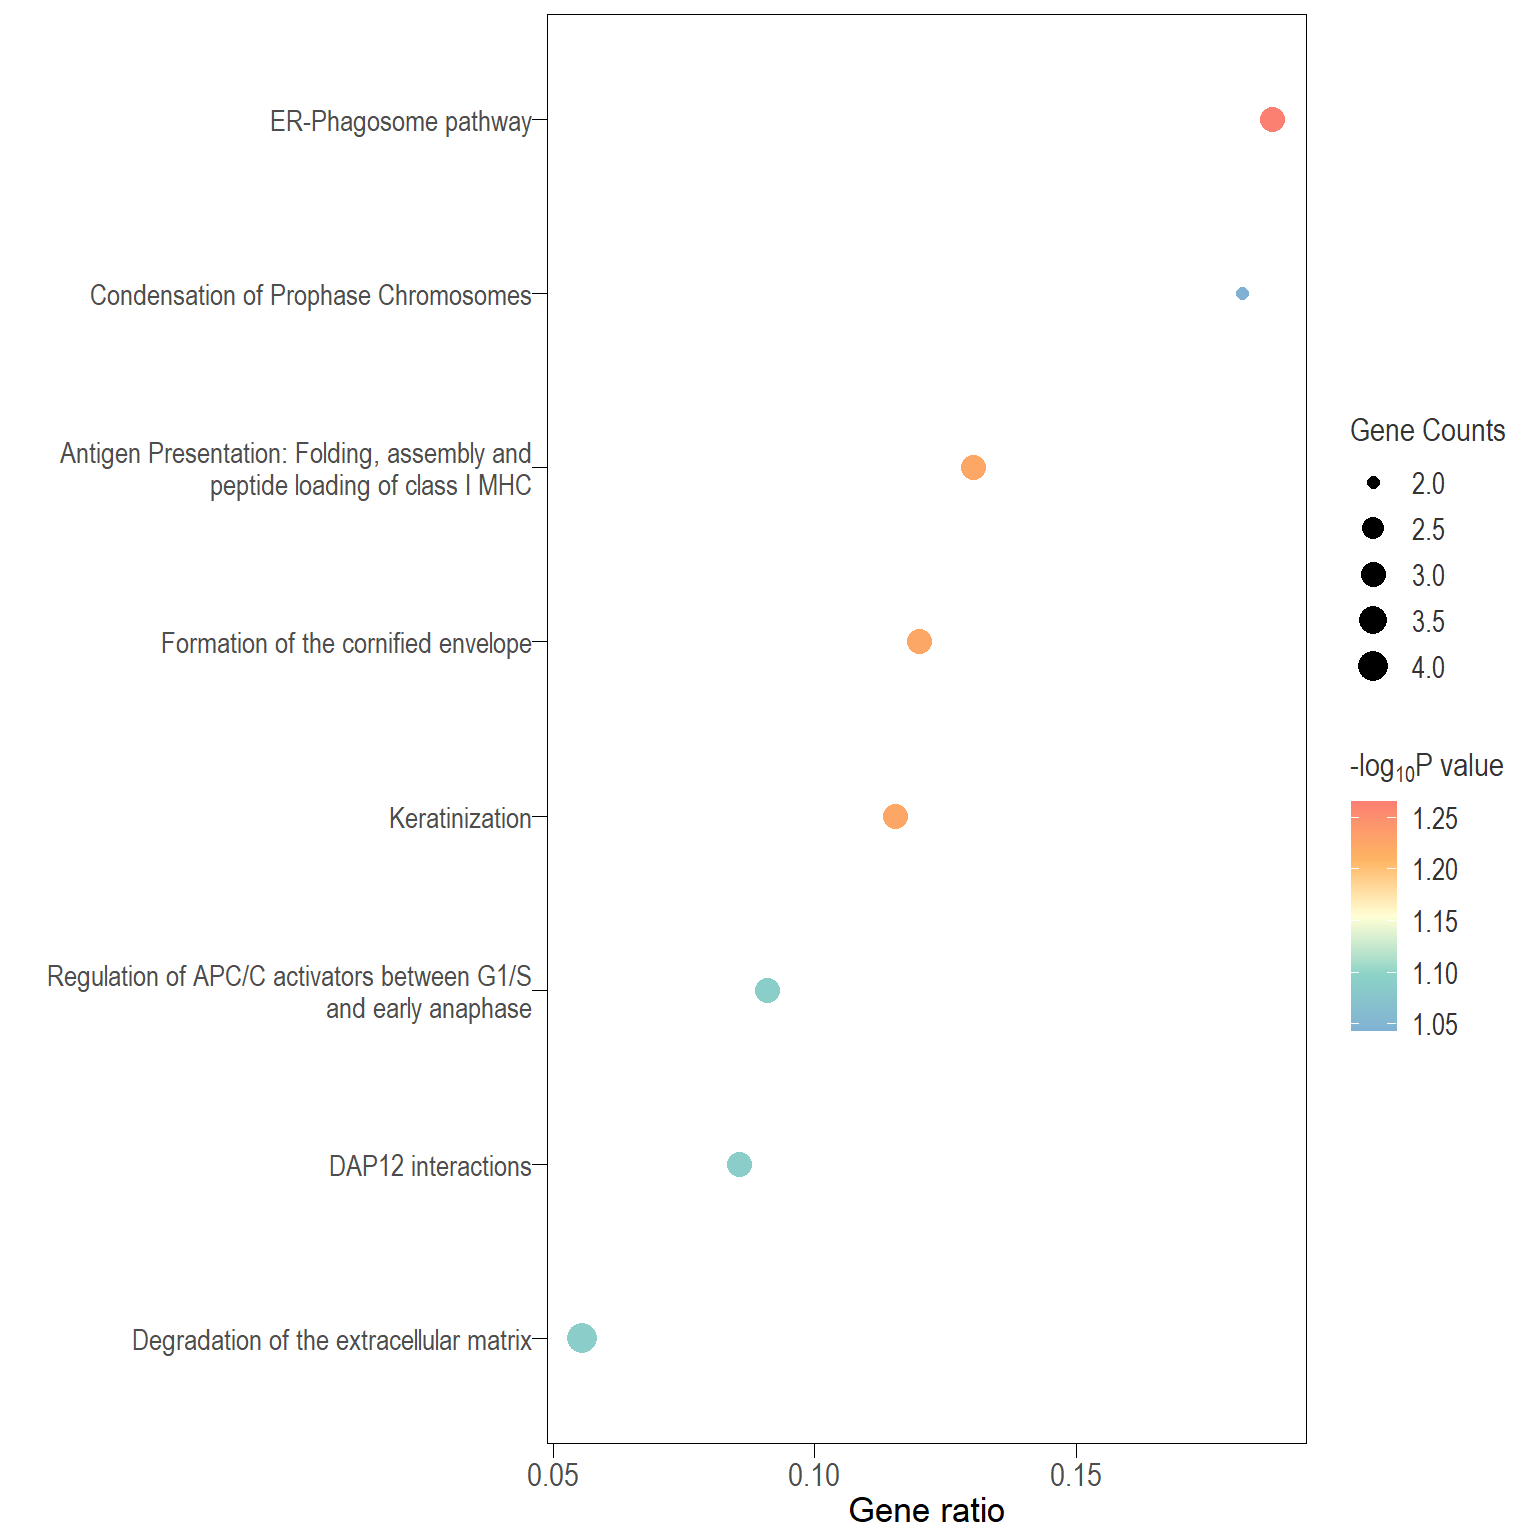 ER-Phagosome pathway
Condensation of Prophase Chromosomes
Antigen Presentation: Folding, assembly and
peptide loading of class I MHC
Formation of the cornified envelope
Keratinization
Regulation of APC/C activators between G1/S
and early anaphase
DAP12 interactions
Degradation of the extracellular matrix
0.05
0.10
0.15
Gene ratio
Gene Counts
2.0
2.5
3.0
3.5
4.0
-log₁₀P value
1.25
1.20
1.15
1.10
1.05